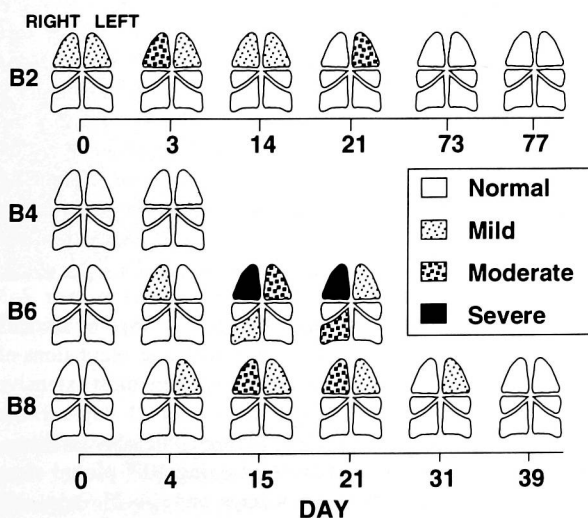 RIGHT LEFT
B2
0 3 14 21 73 77
B4
Normal
Mild
B6
Moderate
Severe
B8
0 4 15 21 31 39
DAY